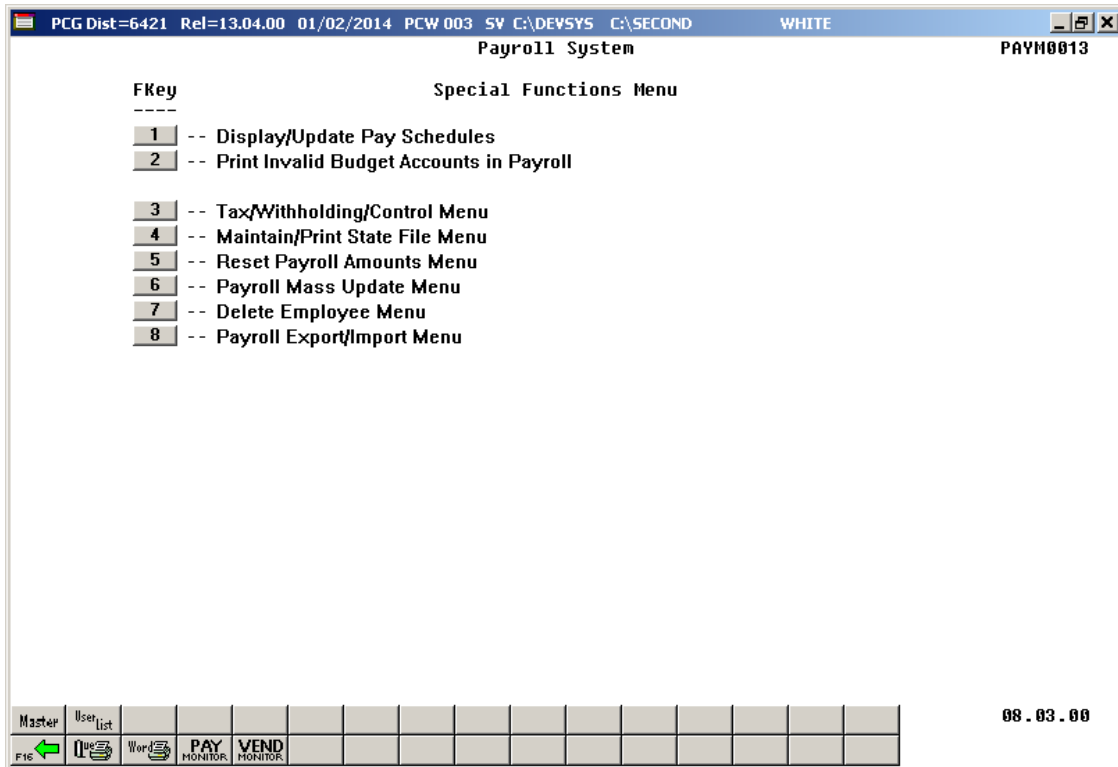 PCG Dist=6421 Rel=13.04.00 01/02/2014 PCW 003 SV C:\DEVSYS C:\SECOND WHITE
Payroll System PAYM0013
FKey Special Functions Menu
----
1 -- Display/Update Pay Schedules
2 -- Print Invalid Budget Accounts in Payroll
3 -- Tax/Withholding/Control Menu
4 -- Maintain/Print State File Menu
5 -- Reset Payroll Amounts Menu
6 -- Payroll Mass Update Menu
7 -- Delete Employee Menu
8 -- Payroll Export/Import Menu
Master User List 08.03.00
F16 Que Word PAY MONITOR VEND MONITOR